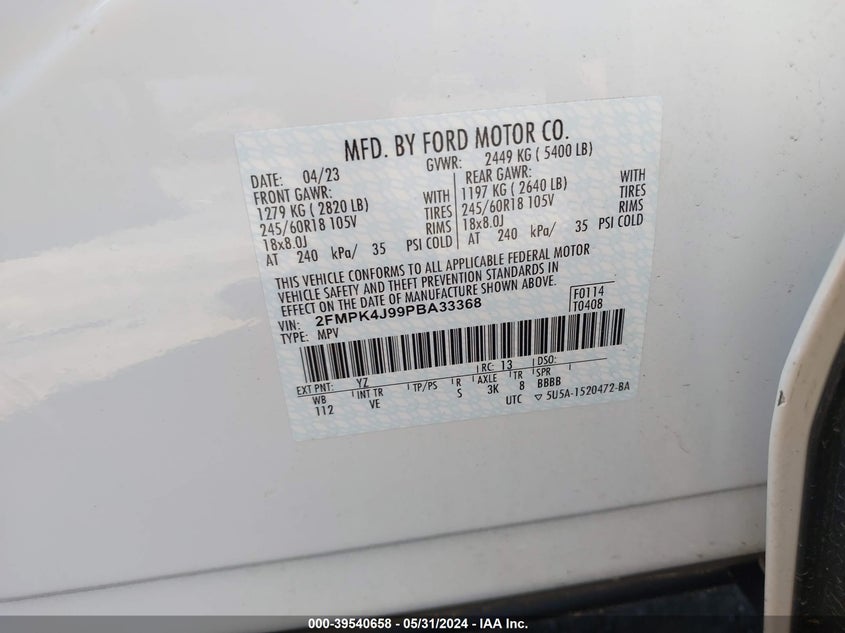 MFD. BY FORD MOTOR CO.
DATE: 04/23 GVWR: 2449 KG ( 5400 LB)
FRONT GAWR: WITH REAR GAWR: WITH
1279 KG ( 2820 LB) TIRES 1197 KG ( 2640 LB) TIRES
245/60R18 105V RIMS 245/60R18 105V RIMS
18x8.0J 18x8.0J
AT 240 kPa/ 35 PSI COLD AT 240 kPa/ 35 PSI COLD
THIS VEHICLE CONFORMS TO ALL APPLICABLE FEDERAL MOTOR
VEHICLE SAFETY AND THEFT PREVENTION STANDARDS IN
EFFECT ON THE DATE OF MANUFACTURE SHOWN ABOVE.
VIN: 2FMPK4J99PBA33368 F0114
TYPE: MPV T0408
EXT PNT: YZ RC: 13 DSO:
WB INT TR TP/PS R AXLE TR SPR
112 VE S 3K 8 BBBB
UTC ▽ 5U5A-1520472-BA
000-39540658 - 05/31/2024 - IAA Inc.